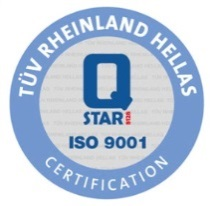 TÜV RHEINLAND HELLAS
Q
STAR
ISO 9001
CERTIFICATION